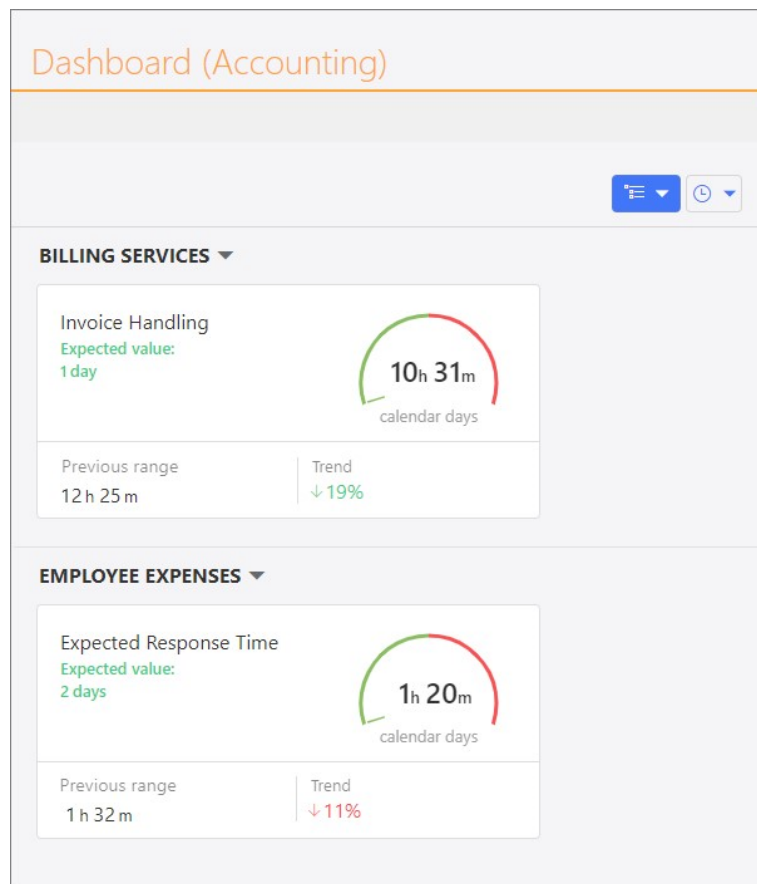 Dashboard (Accounting)
BILLING SERVICES
Invoice Handling
Expected value:
1 day
10h 31m
calendar days
Previous range
12 h 25 m
Trend
↓19%
EMPLOYEE EXPENSES
Expected Response Time
Expected value:
2 days
1h 20m
calendar days
Previous range
1 h 32 m
Trend
↓11%